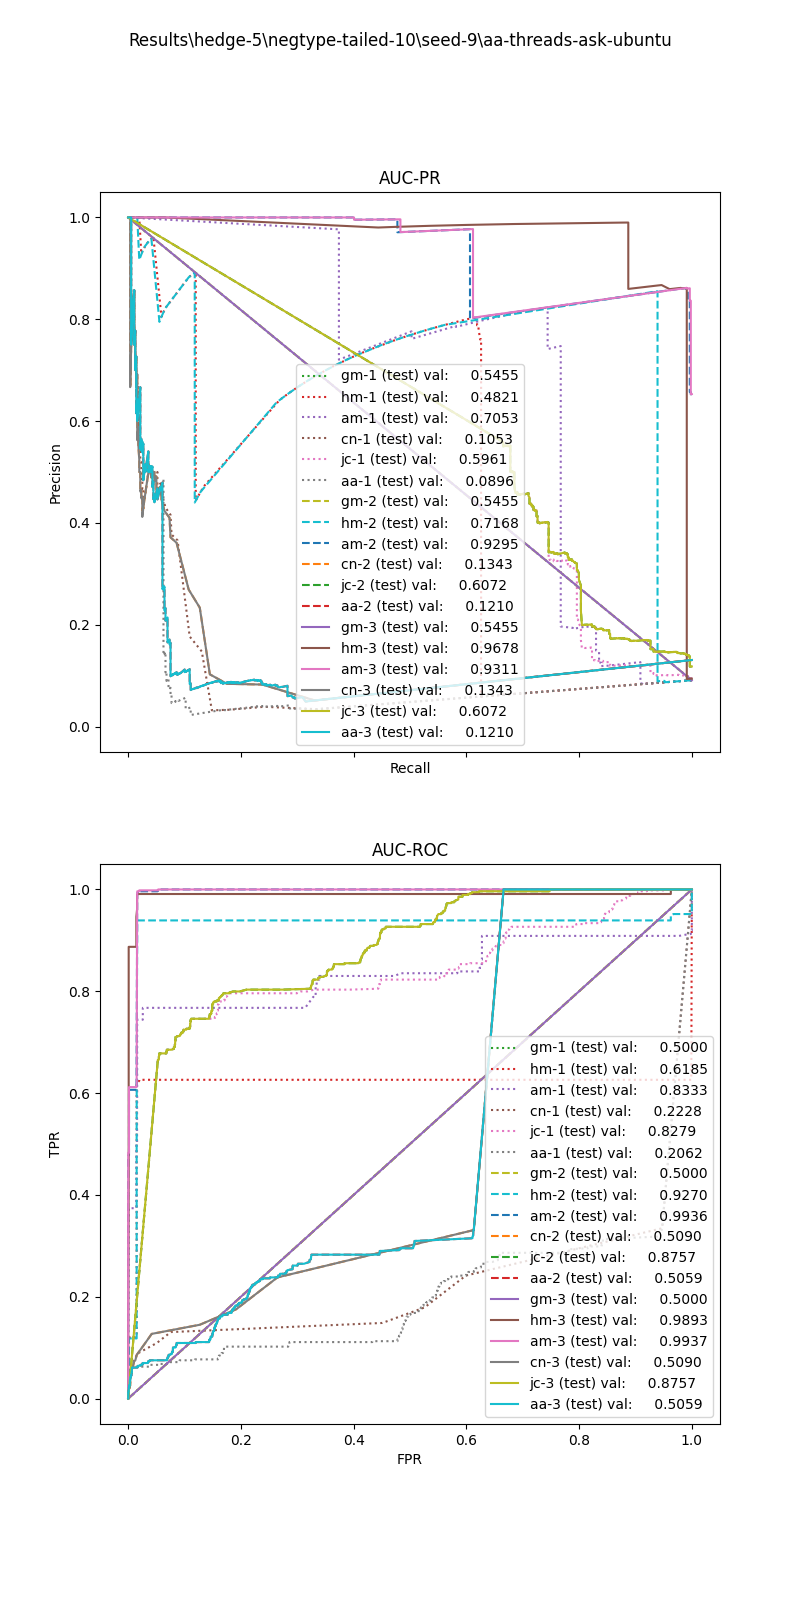 Results\hedge-5\negtype-tailed-10\seed-9\aa-threads-ask-ubuntu
AUC-PR
1.0
0.8
0.6
0.4
0.2
0.0
Precision
gm-1 (test) val: 0.5455
hm-1 (test) val: 0.4821
am-1 (test) val: 0.7053
cn-1 (test) val: 0.1053
jc-1 (test) val: 0.5961
aa-1 (test) val: 0.0896
gm-2 (test) val: 0.5455
hm-2 (test) val: 0.7168
am-2 (test) val: 0.9295
cn-2 (test) val: 0.1343
jc-2 (test) val: 0.6072
aa-2 (test) val: 0.1210
gm-3 (test) val: 0.5455
hm-3 (test) val: 0.9678
am-3 (test) val: 0.9311
cn-3 (test) val: 0.1343
jc-3 (test) val: 0.6072
aa-3 (test) val: 0.1210
Recall
AUC-ROC
1.0
0.8
0.6
0.4
0.2
0.0
TPR
gm-1 (test) val: 0.5000
hm-1 (test) val: 0.6185
am-1 (test) val: 0.8333
cn-1 (test) val: 0.2228
jc-1 (test) val: 0.8279
aa-1 (test) val: 0.2062
gm-2 (test) val: 0.5000
hm-2 (test) val: 0.9270
am-2 (test) val: 0.9936
cn-2 (test) val: 0.5090
jc-2 (test) val: 0.8757
aa-2 (test) val: 0.5059
gm-3 (test) val: 0.5000
hm-3 (test) val: 0.9893
am-3 (test) val: 0.9937
cn-3 (test) val: 0.5090
jc-3 (test) val: 0.8757
aa-3 (test) val: 0.5059
0.0 0.2 0.4 0.6 0.8 1.0
FPR